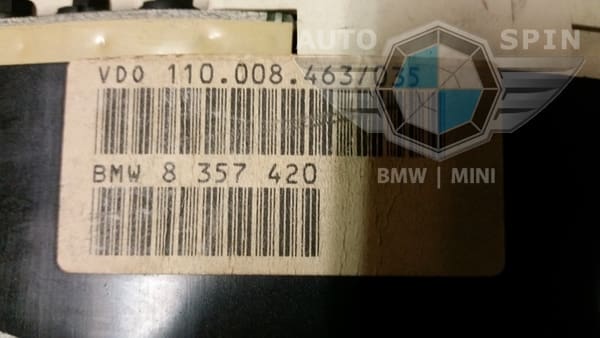 AUTO SPIN
VDO 110.008.463/035
BMW 8 357 420
BMW | MINI